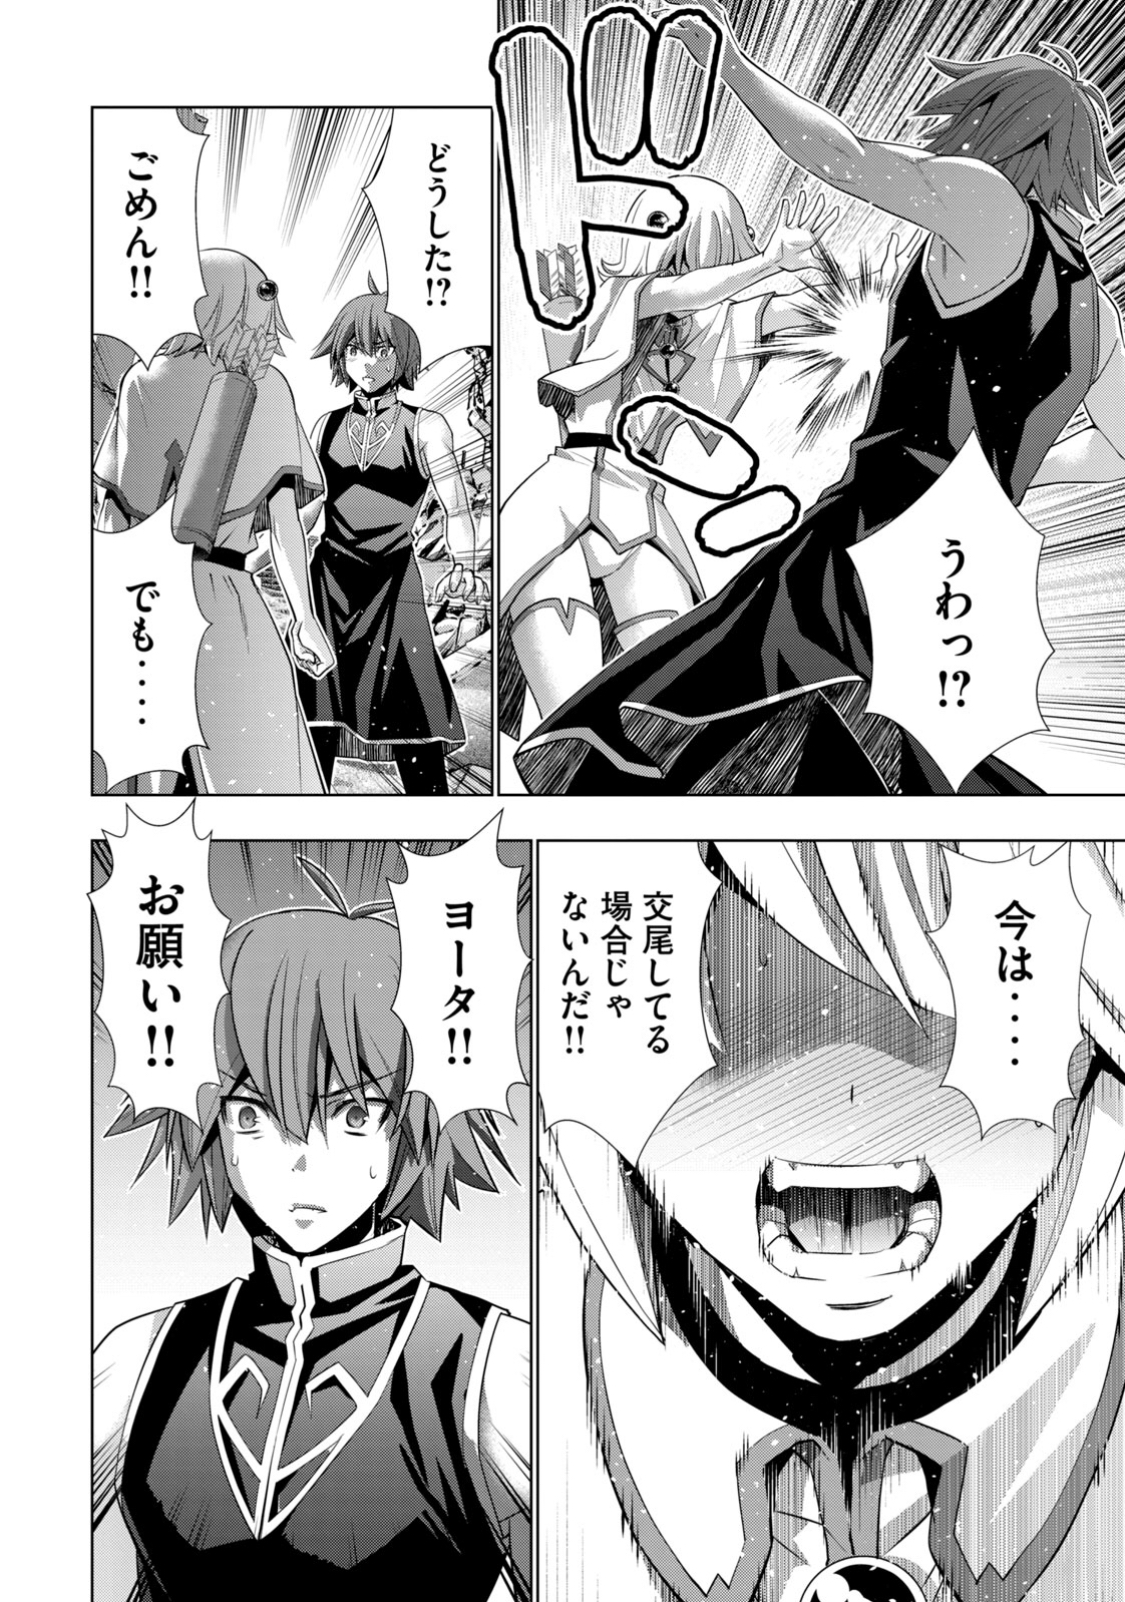 ドンッ
うわっ!?
どうした!?
ごめん!!
でも‥‥
今は‥‥
交尾してる
場合じゃ
ないんだ!!
ヨータ!!
お願い!!